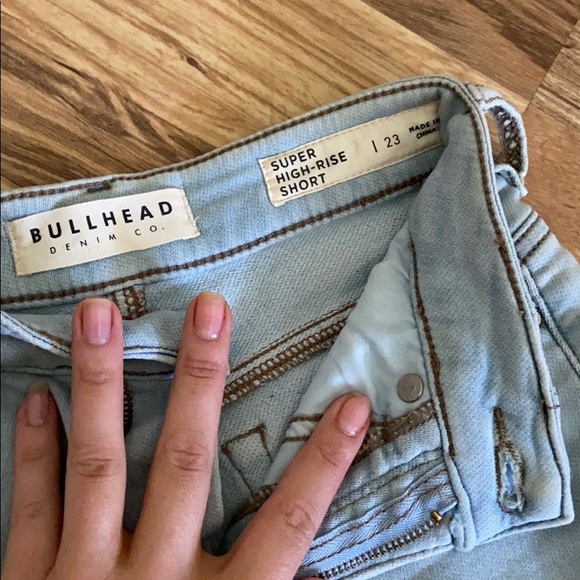 BULLHEAD
DENIM CO.
SUPER
HIGH-RISE
SHORT
| 23
MADE IN
CHINA